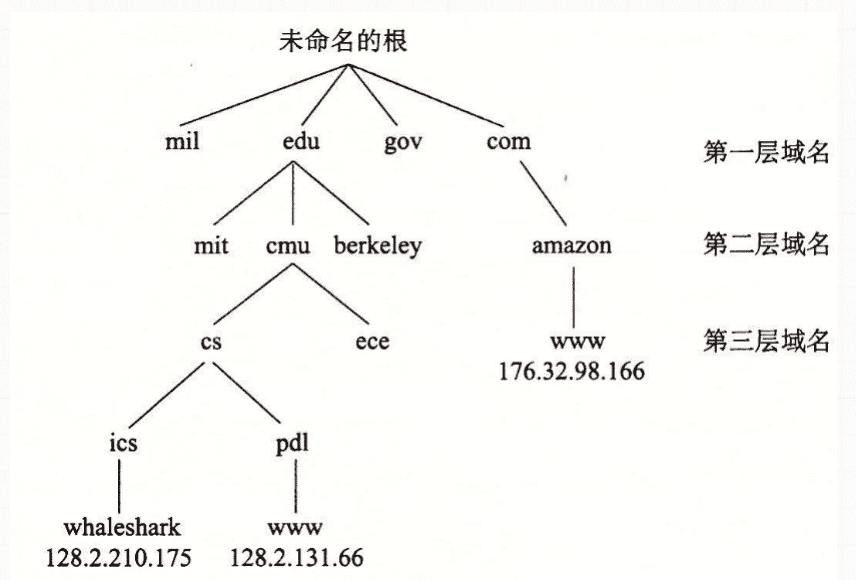 未命名的根
mil edu gov com 第一层域名
mit cmu berkeley amazon 第二层域名
cs ece www 第三层域名
176.32.98.166
ics pdl
whaleshark www
128.2.210.175 128.2.131.66